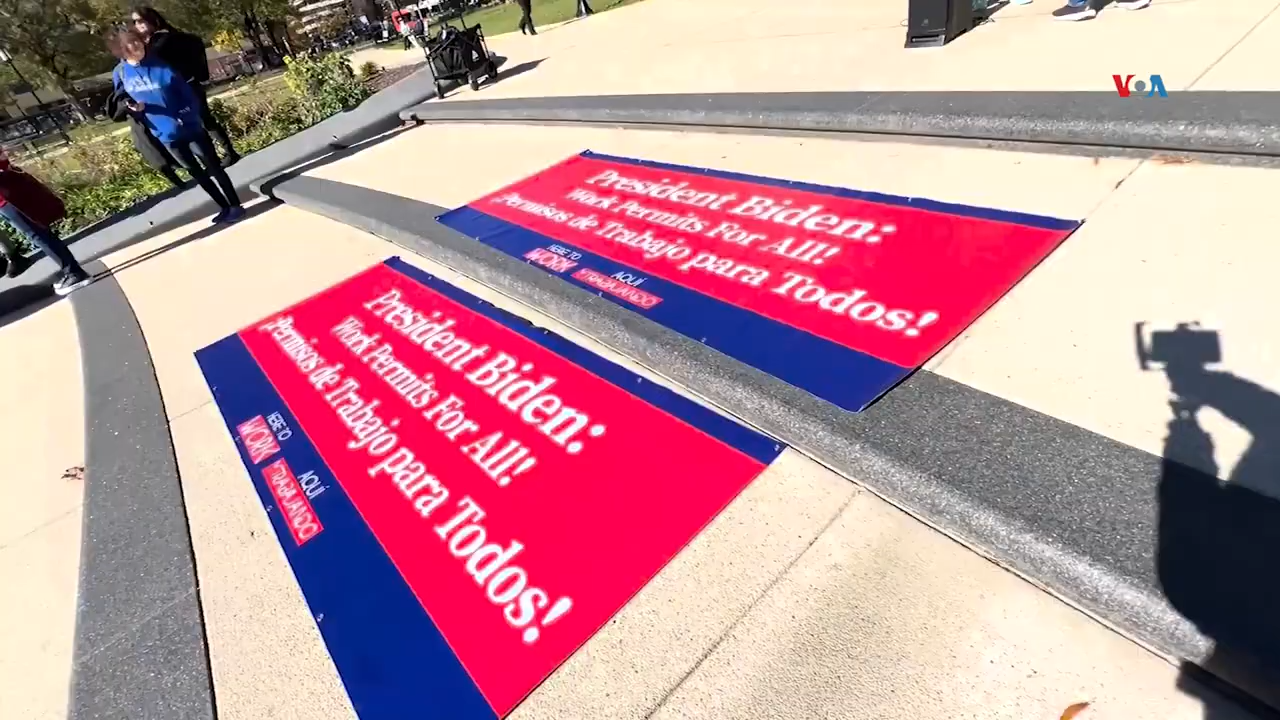 VOA
President Biden:
Work Permits For All!
¡Permisos de Trabajo para Todos!
HERE TO
WORK
AQUÍ
TRABAJANDO
President Biden:
Work Permits For All!
¡Permisos de Trabajo para Todos!
HERE TO
WORK
AQUÍ
TRABAJANDO